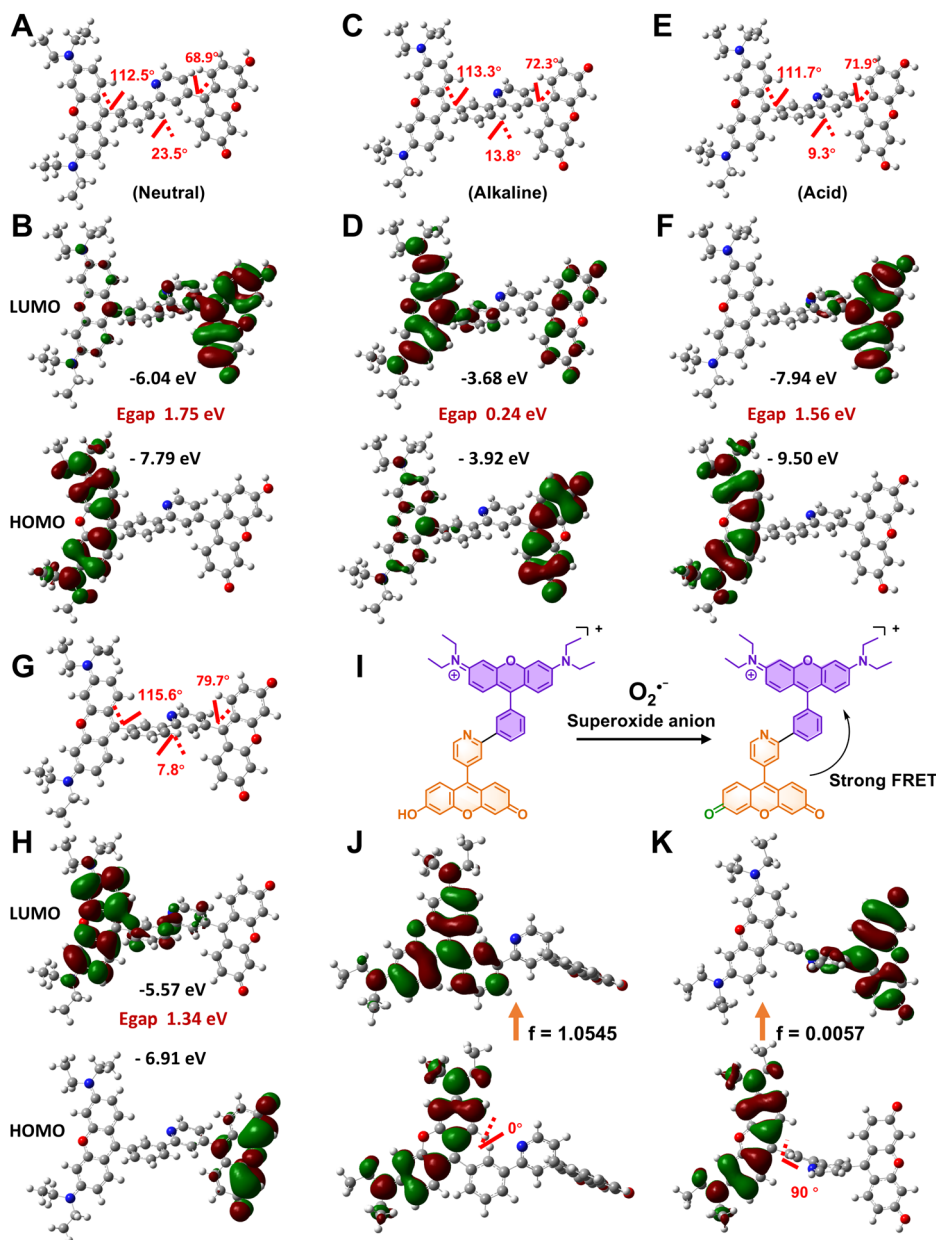 A
C
E
112.5°
68.9°
113.3°
72.3°
111.7°
71.9°
23.5°
13.8°
9.3°
(Neutral)
(Alkaline)
(Acid)
B
D
F
LUMO
-6.04 eV
-3.68 eV
-7.94 eV
Egap 1.75 eV
Egap 0.24 eV
Egap 1.56 eV
- 7.79 eV
- 3.92 eV
- 9.50 eV
HOMO
G
115.6°
79.7°
7.8°
I
N
O
N
+
N
HO
O
O
O2•−
Superoxide anion
N
O
N
+
N
O
O
O
Strong FRET
H
J
K
LUMO
-5.57 eV
Egap 1.34 eV
- 6.91 eV
HOMO
f = 1.0545
f = 0.0057
0°
90 °